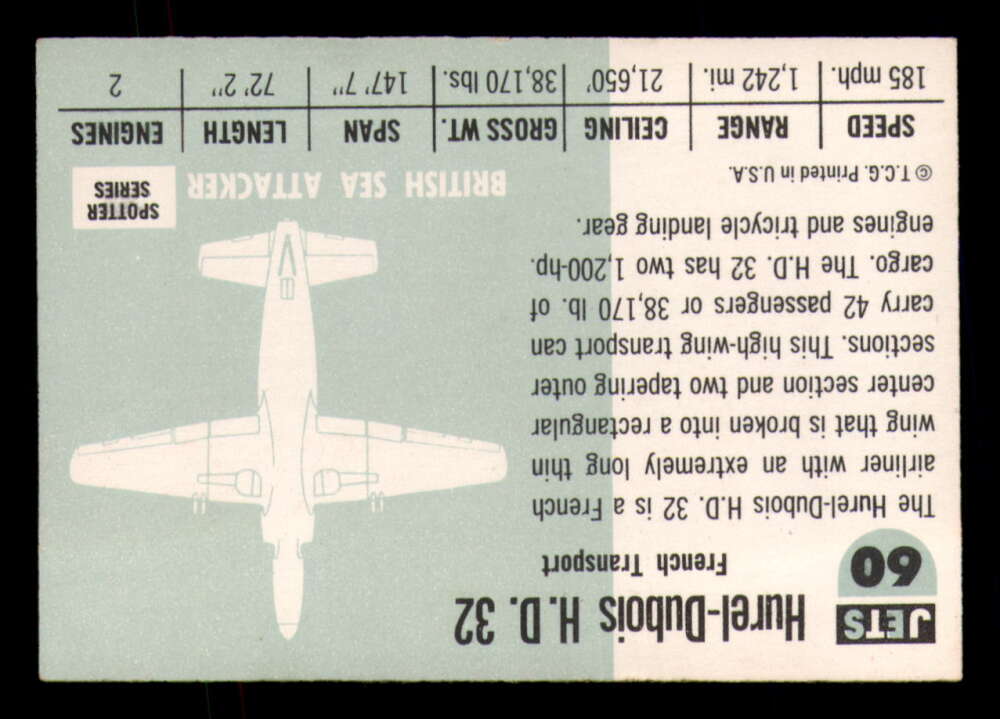 JETS
60
Hurel-Dubois H. D. 32
French Transport
The Hurel-Dubois H.D. 32 is a French
airliner with an extremely long thin
wing that is broken into a rectangular
center section and two tapering outer
sections. This high-wing transport can
carry 42 passengers or 38,170 lb. of
cargo. The H.D. 32 has two 1,200-hp.
engines and tricycle landing gear.
© T.C.G. Printed in U.S.A.
BRITISH SEA ATTACKER
SPOTTER
SERIES
SPEED RANGE CEILING GROSS WT. SPAN LENGTH ENGINES
185 mph. 1,242 mi. 21,650' 38,170 lbs. 147' 7" 72' 2" 2